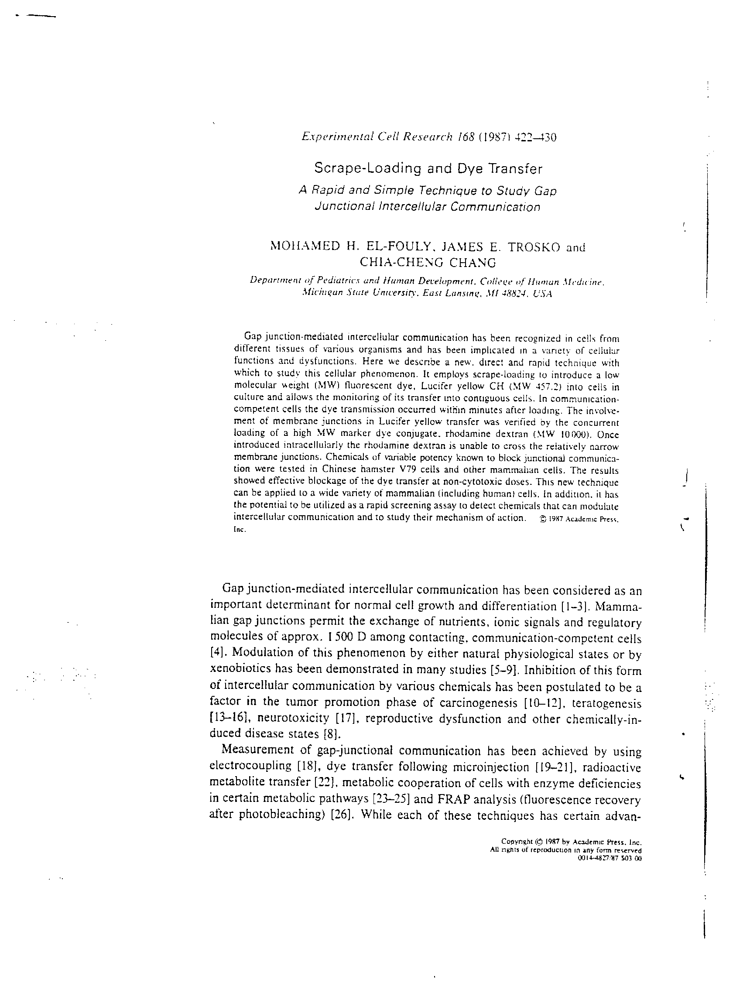 Experimental Cell Research 168 (1987) 422–430
Scrape-Loading and Dye Transfer
A Rapid and Simple Technique to Study Gap
Junctional Intercellular Communication
MOHAMED H. EL-FOULY, JAMES E. TROSKO and
CHIA-CHENG CHANG
Department of Pediatrics and Human Development, College of Human Medicine,
Michigan State University, East Lansing, MI 48824, USA
Gap junction-mediated intercellular communication has been recognized in cells from
different tissues of various organisms and has been implicated in a variety of cellular
functions and dysfunctions. Here we describe a new, direct and rapid technique with
which to study this cellular phenomenon. It employs scrape-loading to introduce a low
molecular weight (MW) fluorescent dye, Lucifer yellow CH (MW 457.2) into cells in
culture and allows the monitoring of its transfer into contiguous cells. In communication-
competent cells the dye transmission occurred within minutes after loading. The involve-
ment of membrane junctions in Lucifer yellow transfer was verified by the concurrent
loading of a high MW marker dye conjugate, rhodamine dextran (MW 10000). Once
introduced intracellularly the rhodamine dextran is unable to cross the relatively narrow
membrane junctions. Chemicals of variable potency known to block junctional communica-
tion were tested in Chinese hamster V79 cells and other mammalian cells. The results
showed effective blockage of the dye transfer at non-cytotoxic doses. This new technique
can be applied to a wide variety of mammalian (including human) cells. In addition, it has
the potential to be utilized as a rapid screening assay to detect chemicals that can modulate
intercellular communication and to study their mechanism of action. © 1987 Academic Press,
Inc.
Gap junction-mediated intercellular communication has been considered as an
important determinant for normal cell growth and differentiation [1–3]. Mamma-
lian gap junctions permit the exchange of nutrients, ionic signals and regulatory
molecules of approx. 1500 D among contacting, communication-competent cells
[4]. Modulation of this phenomenon by either natural physiological states or by
xenobiotics has been demonstrated in many studies [5–9]. Inhibition of this form
of intercellular communication by various chemicals has been postulated to be a
factor in the tumor promotion phase of carcinogenesis [10–12], teratogenesis
[13–16], neurotoxicity [17], reproductive dysfunction and other chemically-in-
duced disease states [8].
Measurement of gap-junctional communication has been achieved by using
electrocoupling [18], dye transfer following microinjection [19–21], radioactive
metabolite transfer [22], metabolic cooperation of cells with enzyme deficiencies
in certain metabolic pathways [23–25] and FRAP analysis (fluorescence recovery
after photobleaching) [26]. While each of these techniques has certain advan-
Copyright © 1987 by Academic Press, Inc.
All rights of reproduction in any form reserved
0014-4827/87 $03.00